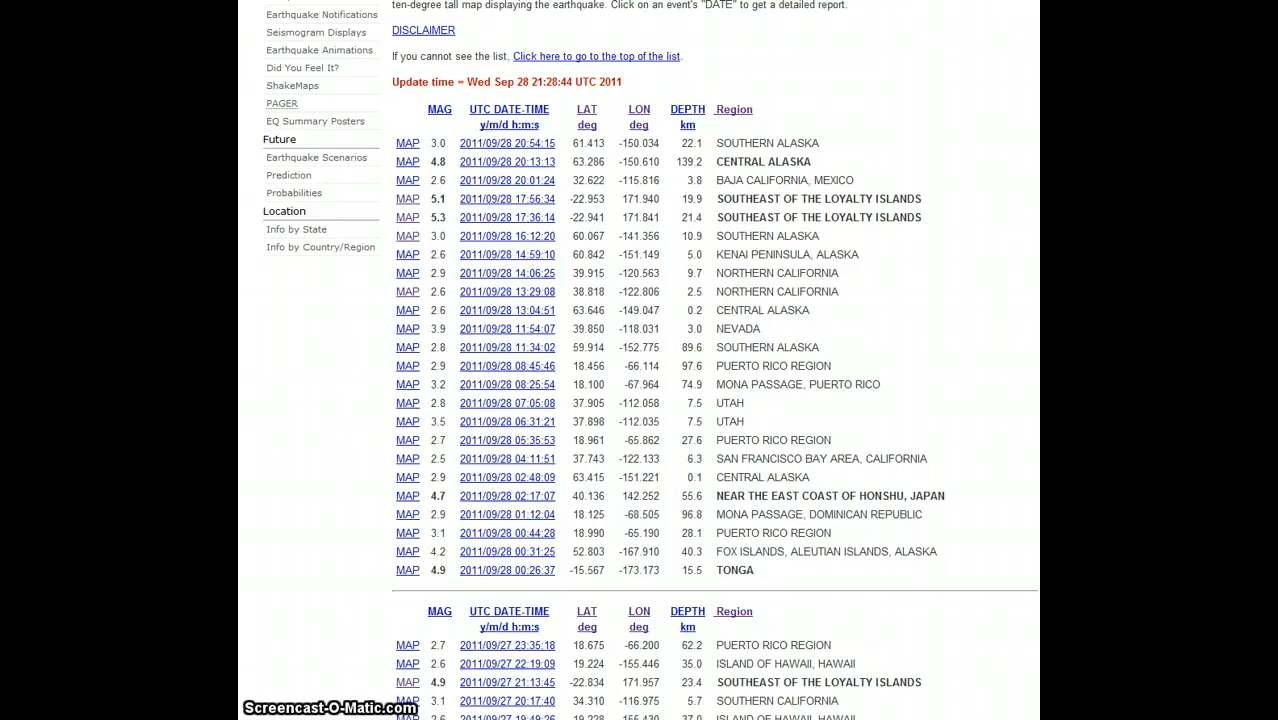 ten-degree tall map displaying the earthquake. Click on an event's "DATE" to get a detailed report.
Earthquake Notifications
Seismogram Displays
Earthquake Animations
Did You Feel It?
ShakeMaps
PAGER
EQ Summary Posters
Future
Earthquake Scenarios
Prediction
Probabilities
Location
Info by State
Info by Country/Region
DISCLAIMER
If you cannot see the list, Click here to go to the top of the list.
Update time = Wed Sep 28 21:28:44 UTC 2011
MAG UTC DATE-TIME LAT LON DEPTH Region
y/m/d h:m:s deg deg km
MAP 3.0 2011/09/28 20:54:15 61.413 -150.034 22.1 SOUTHERN ALASKA
MAP 4.8 2011/09/28 20:13:13 63.286 -150.610 139.2 CENTRAL ALASKA
MAP 2.6 2011/09/28 20:01:24 32.622 -115.816 3.8 BAJA CALIFORNIA, MEXICO
MAP 5.1 2011/09/28 17:56:34 -22.953 171.940 19.9 SOUTHEAST OF THE LOYALTY ISLANDS
MAP 5.3 2011/09/28 17:36:14 -22.941 171.841 21.4 SOUTHEAST OF THE LOYALTY ISLANDS
MAP 3.0 2011/09/28 16:12:20 60.067 -141.356 10.9 SOUTHERN ALASKA
MAP 2.6 2011/09/28 14:59:10 60.842 -151.149 5.0 KENAI PENINSULA, ALASKA
MAP 2.9 2011/09/28 14:06:25 39.915 -120.563 9.7 NORTHERN CALIFORNIA
MAP 2.6 2011/09/28 13:29:08 38.818 -122.806 2.5 NORTHERN CALIFORNIA
MAP 2.6 2011/09/28 13:04:51 63.646 -149.047 0.2 CENTRAL ALASKA
MAP 3.9 2011/09/28 11:54:07 39.850 -118.031 3.0 NEVADA
MAP 2.8 2011/09/28 11:34:02 59.914 -152.775 89.6 SOUTHERN ALASKA
MAP 2.9 2011/09/28 08:45:46 18.456 -66.114 97.6 PUERTO RICO REGION
MAP 3.2 2011/09/28 08:25:54 18.100 -67.964 74.9 MONA PASSAGE, PUERTO RICO
MAP 2.8 2011/09/28 07:05:08 37.905 -112.058 7.5 UTAH
MAP 3.5 2011/09/28 06:31:21 37.898 -112.035 7.5 UTAH
MAP 2.7 2011/09/28 05:35:53 18.961 -65.862 27.6 PUERTO RICO REGION
MAP 2.5 2011/09/28 04:11:51 37.743 -122.133 6.3 SAN FRANCISCO BAY AREA, CALIFORNIA
MAP 2.9 2011/09/28 02:48:09 63.415 -151.221 0.1 CENTRAL ALASKA
MAP 4.7 2011/09/28 02:17:07 40.136 142.252 55.6 NEAR THE EAST COAST OF HONSHU, JAPAN
MAP 2.9 2011/09/28 01:12:04 18.125 -68.505 96.8 MONA PASSAGE, DOMINICAN REPUBLIC
MAP 3.1 2011/09/28 00:44:28 18.990 -65.190 28.1 PUERTO RICO REGION
MAP 4.2 2011/09/28 00:31:25 52.803 -167.910 40.3 FOX ISLANDS, ALEUTIAN ISLANDS, ALASKA
MAP 4.9 2011/09/28 00:26:37 -15.567 -173.173 15.5 TONGA
MAG UTC DATE-TIME LAT LON DEPTH Region
y/m/d h:m:s deg deg km
MAP 2.7 2011/09/27 23:35:18 18.675 -66.200 62.2 PUERTO RICO REGION
MAP 2.6 2011/09/27 22:19:09 19.224 -155.446 35.0 ISLAND OF HAWAII, HAWAII
MAP 4.9 2011/09/27 21:13:45 -22.834 171.957 23.4 SOUTHEAST OF THE LOYALTY ISLANDS
MAP 3.1 2011/09/27 20:17:40 34.310 -116.975 5.7 SOUTHERN CALIFORNIA
MAP 2.6 2011/09/27 19:49:26 19.228 -155.430 37.0 ISLAND OF HAWAII, HAWAII
Screencast-O-Matic.com